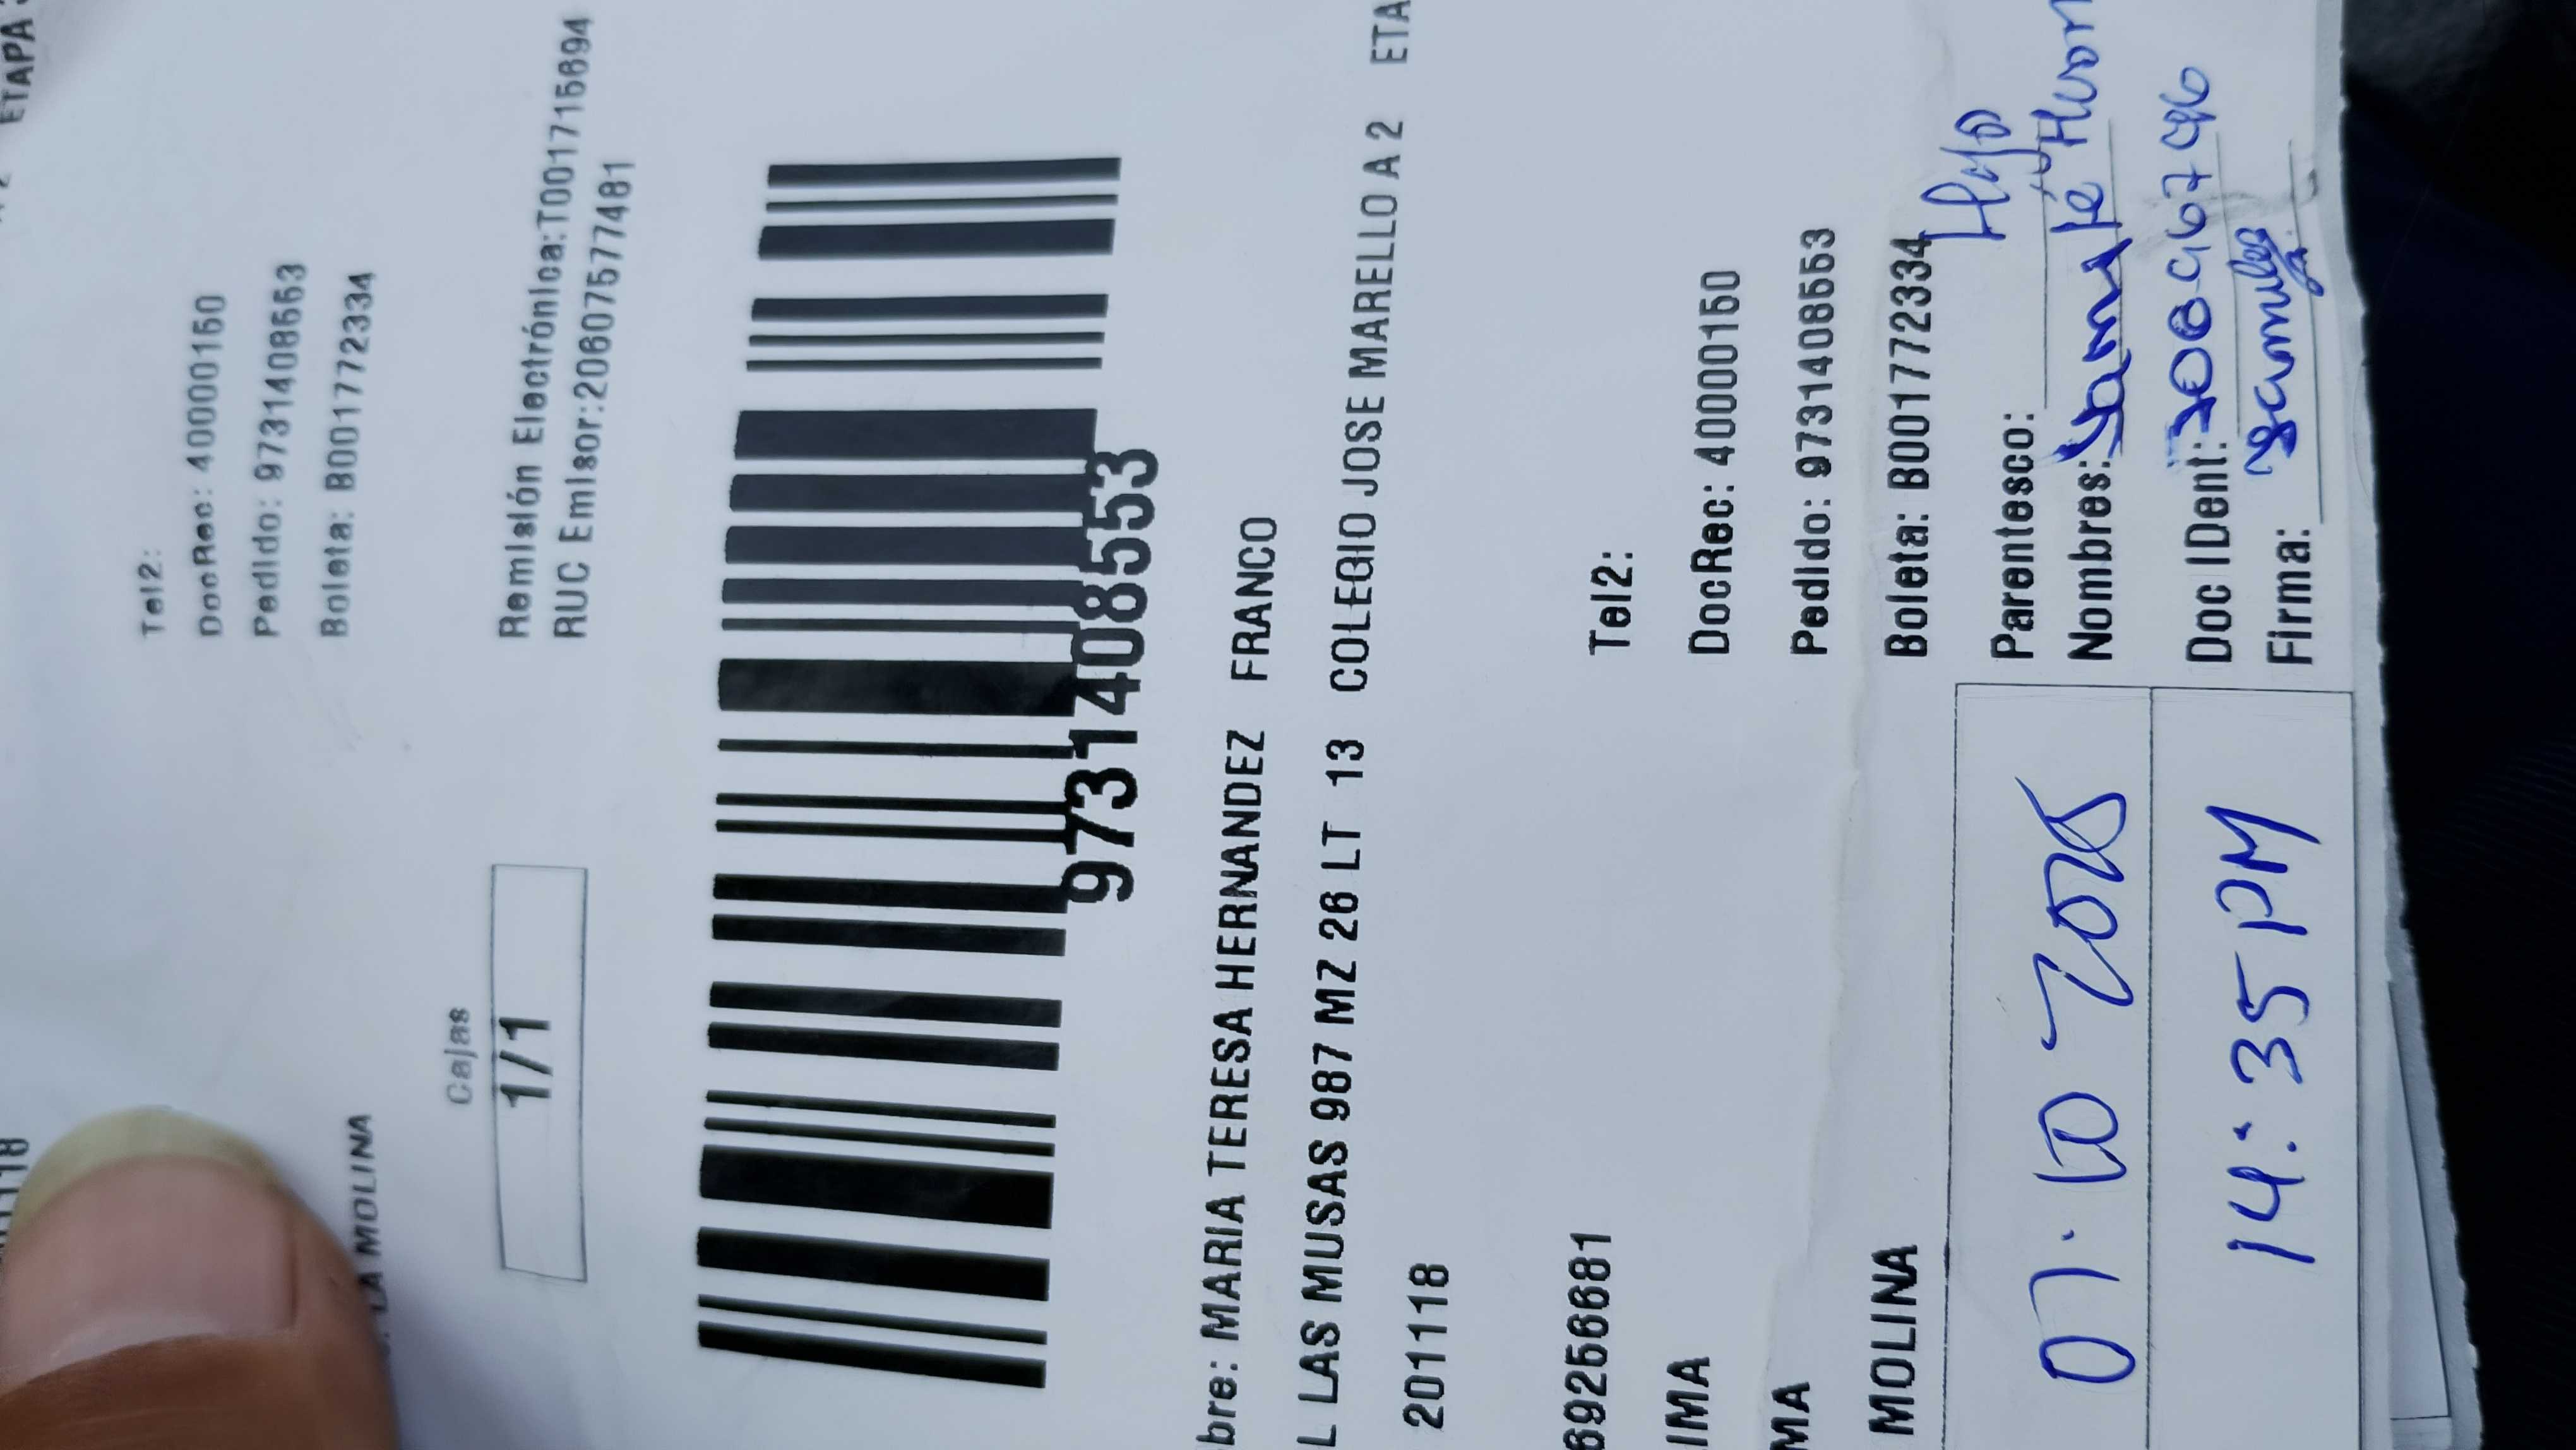 ETAPA
Tel2:
DocRec: 40000150
Pedido: 9731408553
Boleta: B001772334
LA MOLINA
Cajas
1/1
Remisión Electrónica:T001715694
RUC Emisor:20607577481
9731408553
bre: MARIA TERESA HERNANDEZ FRANCO
L LAS MUSAS 987 MZ 26 LT 13 COLEGIO JOSE MARELLO A 2 ETA
201118
69256681
Tel2:
IMA
DocRec: 40000150
MA
Pedido: 9731408553
MOLINA
Boleta: B001772334
07. 10 2025
Parentesco: Hijo
Nombres:
14:35 PM
Doc IDent:
Firma: